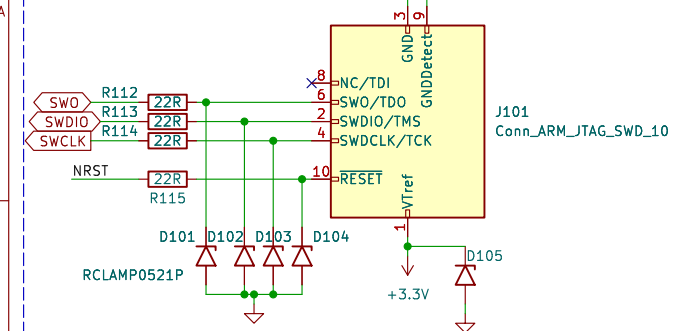 A
3
9
GND
GNDDetect
8
NC/TDI
R112
SWO
22R
6
SWO/TDO
R113
SWDIO
22R
2
SWDIO/TMS
R114
SWCLK
22R
4
SWDCLK/TCK
J101
Conn_ARM_JTAG_SWD_10
NRST
22R
10
RESET
R115
VTref
1
D101
D102
D103
D104
RCLAMP0521P
+3.3V
D105